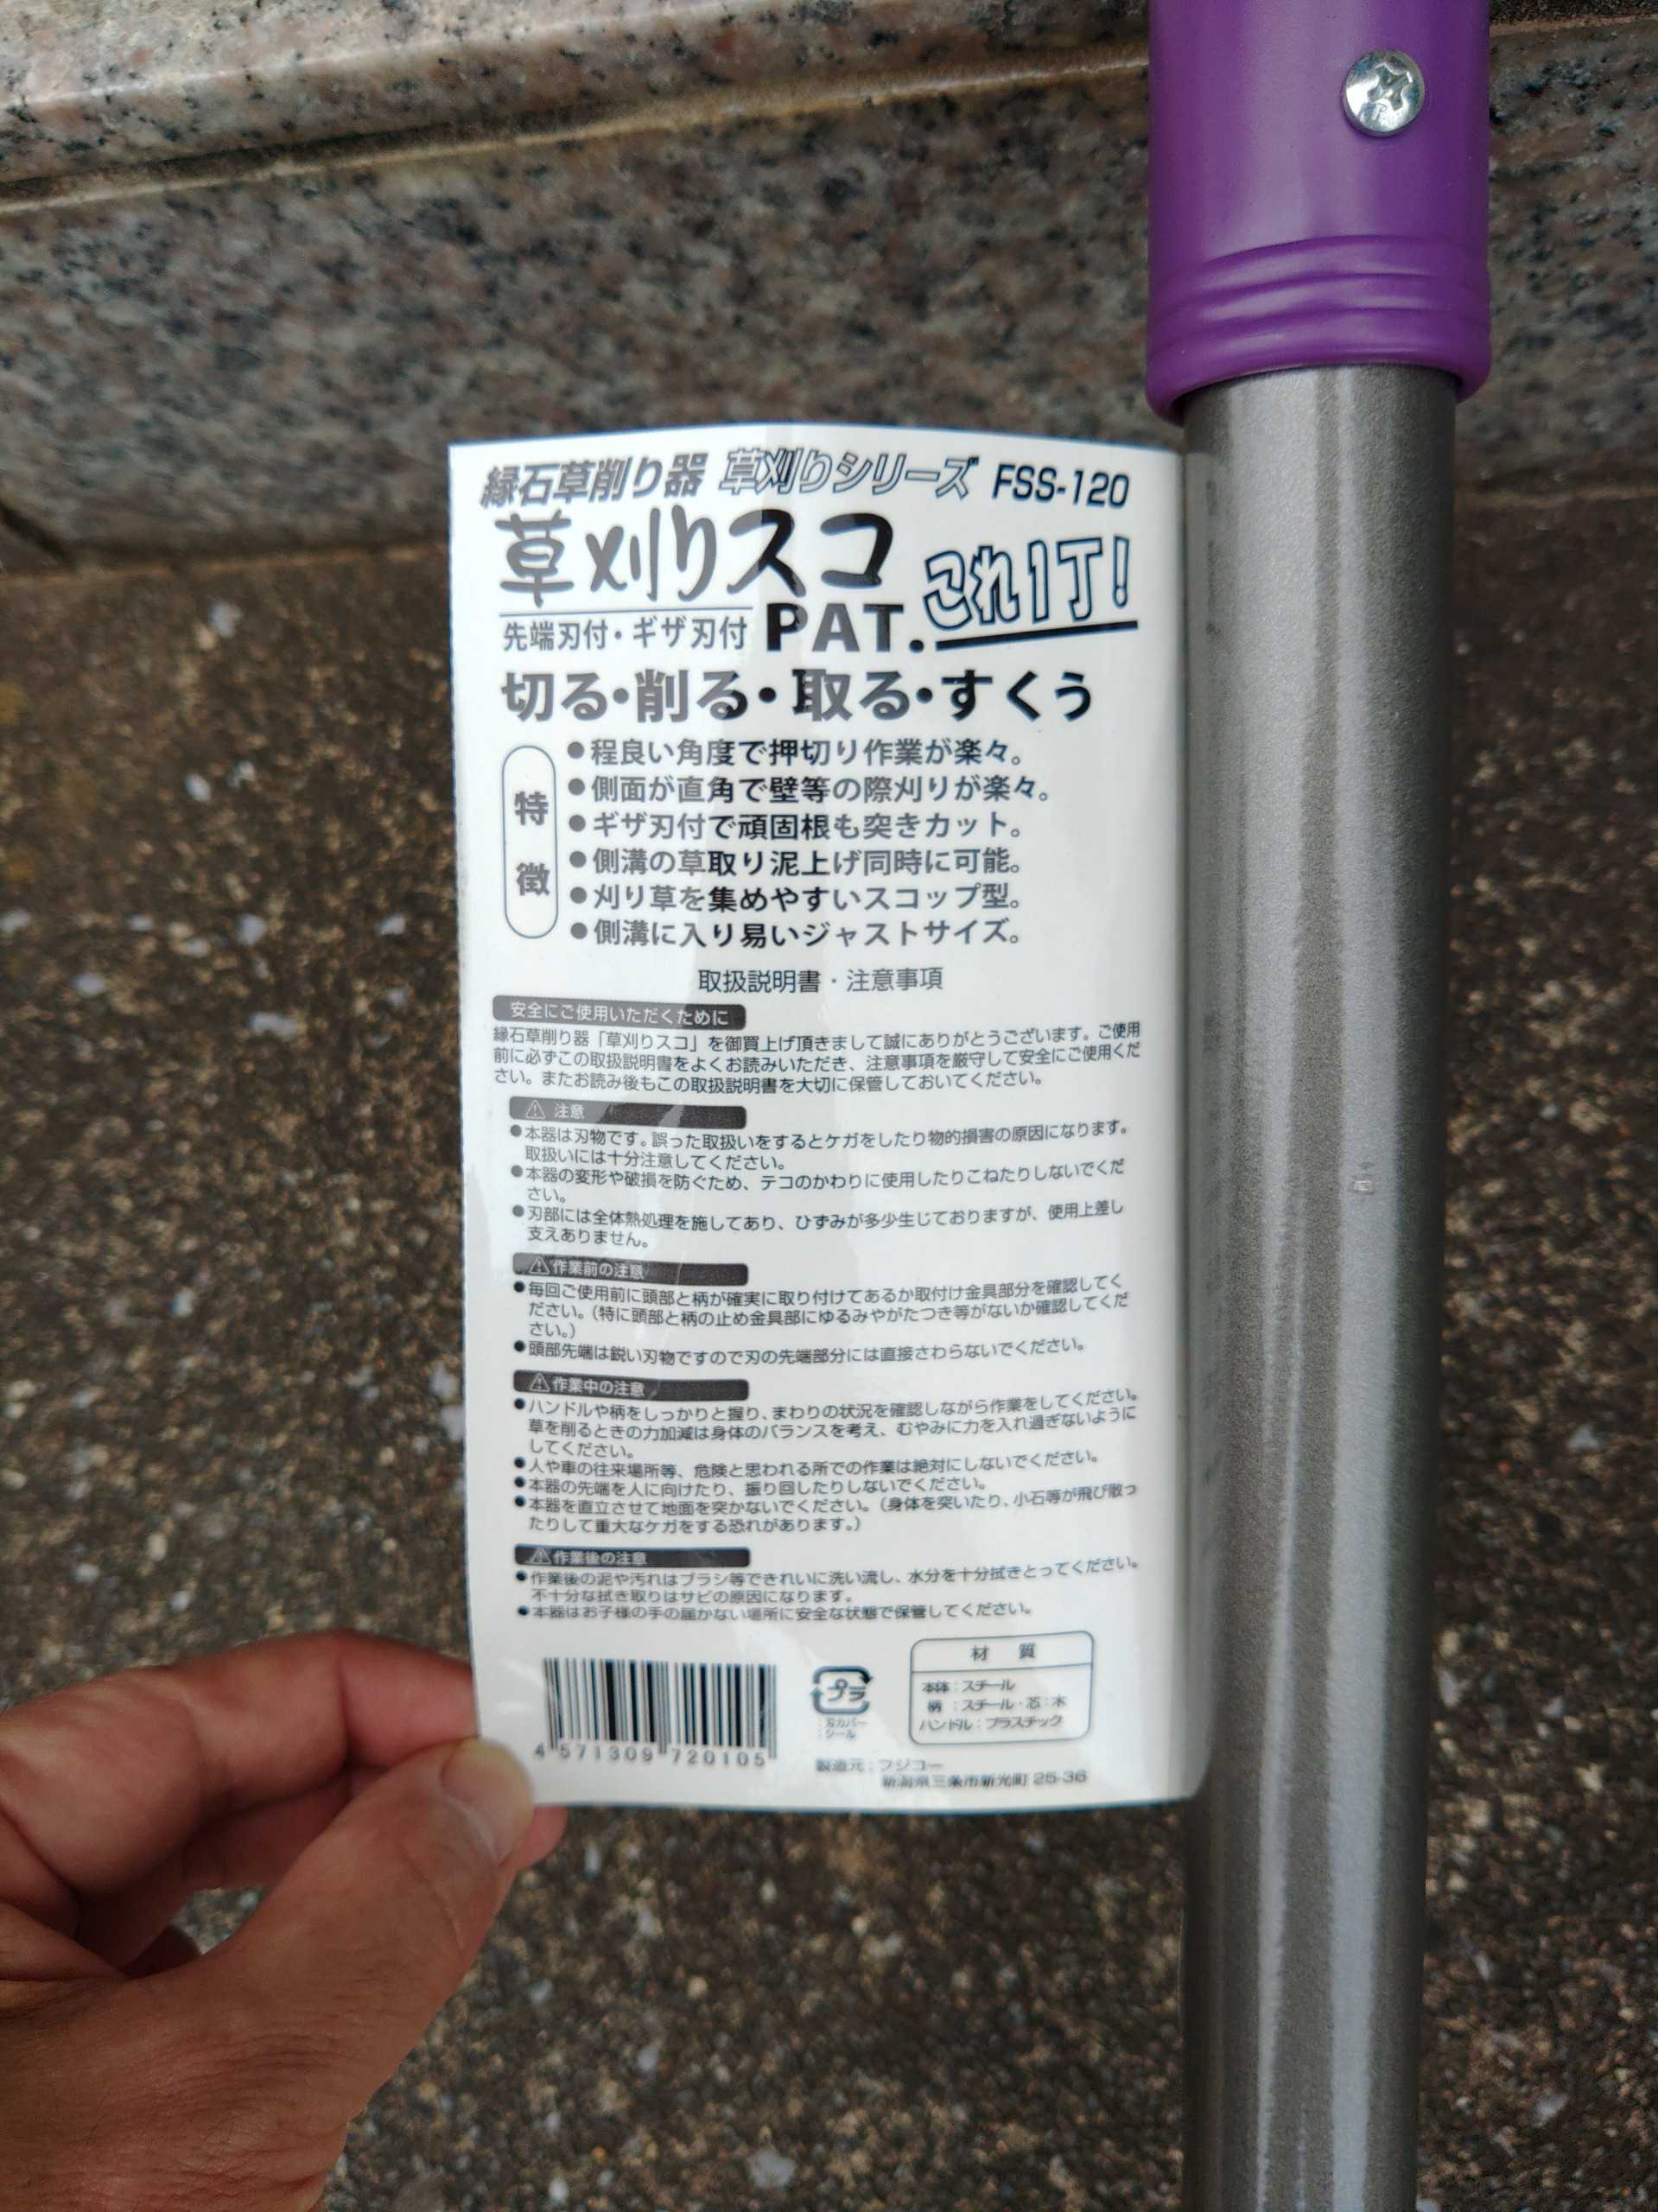 縁石草削り器 草刈りシリーズ FSS-120
草刈りスコ これ1丁!
先端刃付・ギザ刃付 PAT.
切る・削る・取る・すくう
特徴
●程良い角度で押切り作業が楽々。
●側面が直角で壁等の際刈りが楽々。
●ギザ刃付で頑固根も突きカット。
●側溝の草取り泥上げ同時に可能。
●刈り草を集めやすいスコップ型。
●側溝に入り易いジャストサイズ。
取扱説明書・注意事項
安全にご使用いただくために
縁石草削り器「草刈りスコ」を御買上げ頂きまして誠にありがとうございます。ご使用
前に必ずこの取扱説明書をよくお読みいただき、注意事項を厳守して安全にご使用くだ
さい。またお読み後もこの取扱説明書を大切に保管しておいてください。
⚠ 注意
●本器は刃物です。誤った取扱いをするとケガをしたり物的損害の原因になります。
取扱いには十分注意してください。
●本器の変形や破損を防ぐため、テコのかわりに使用したりこねたりしないでくだ
さい。
●刃部には全体熱処理を施してあり、ひずみが多少生じておりますが、使用上差し
支えありません。
⚠作業前の注意
●毎回ご使用前に頭部と柄が確実に取り付けてあるか取付け金具部分を確認してく
ださい。(特に頭部と柄の止め金具部にゆるみやがたつき等がないか確認してくだ
さい。)
●頭部先端は鋭い刃物ですので刃の先端部分には直接さわらないでください。
⚠作業中の注意
●ハンドルや柄をしっかりと握り、まわりの状況を確認しながら作業をしてください。
草を削るときの力加減は身体のバランスを考え、むやみに力を入れ過ぎないように
してください。
●人や車の往来場所等、危険と思われる所での作業は絶対にしないでください。
●本器の先端を人に向けたり、振り回したりしないでください。
●本器を直立させて地面を突かないでください。(身体を突いたり、小石等が飛び散っ
たりして重大なケガをする恐れがあります。)
⚠作業後の注意
●作業後の泥や汚れはブラシ等できれいに洗い流し、水分を十分拭きとってください。
不十分な拭き取りはサビの原因になります。
●本器はお子様の手の届かない場所に安全な状態で保管してください。
4 571309 720105
プラ
:刃カバー
:シール
材 質
本体:スチール
柄 :スチール・芯:木
ハンドル:プラスチック
製造元:フジコー
新潟県三条市新光町 25-36